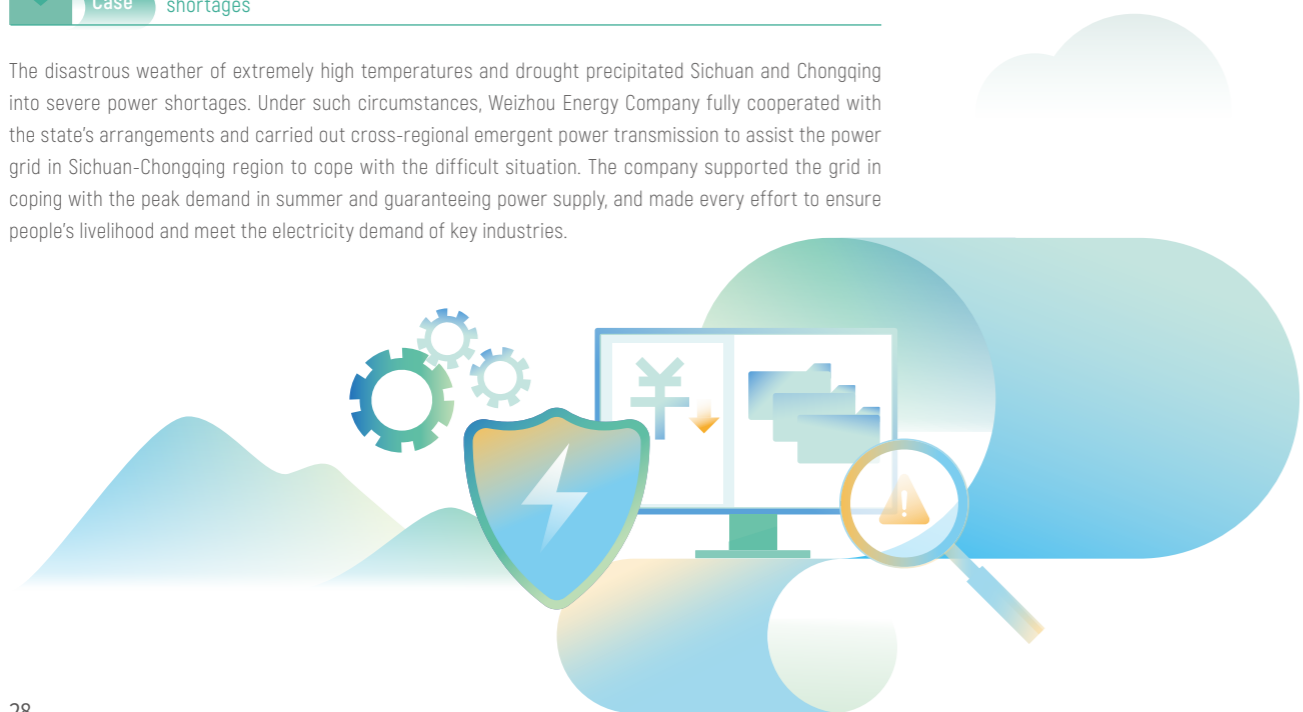 Case shortages
The disastrous weather of extremely high temperatures and drought precipitated Sichuan and Chongqing
into severe power shortages. Under such circumstances, Weizhou Energy Company fully cooperated with
the state's arrangements and carried out cross-regional emergent power transmission to assist the power
grid in Sichuan-Chongqing region to cope with the difficult situation. The company supported the grid in
coping with the peak demand in summer and guaranteeing power supply, and made every effort to ensure
people's livelihood and meet the electricity demand of key industries.
¥
!
28